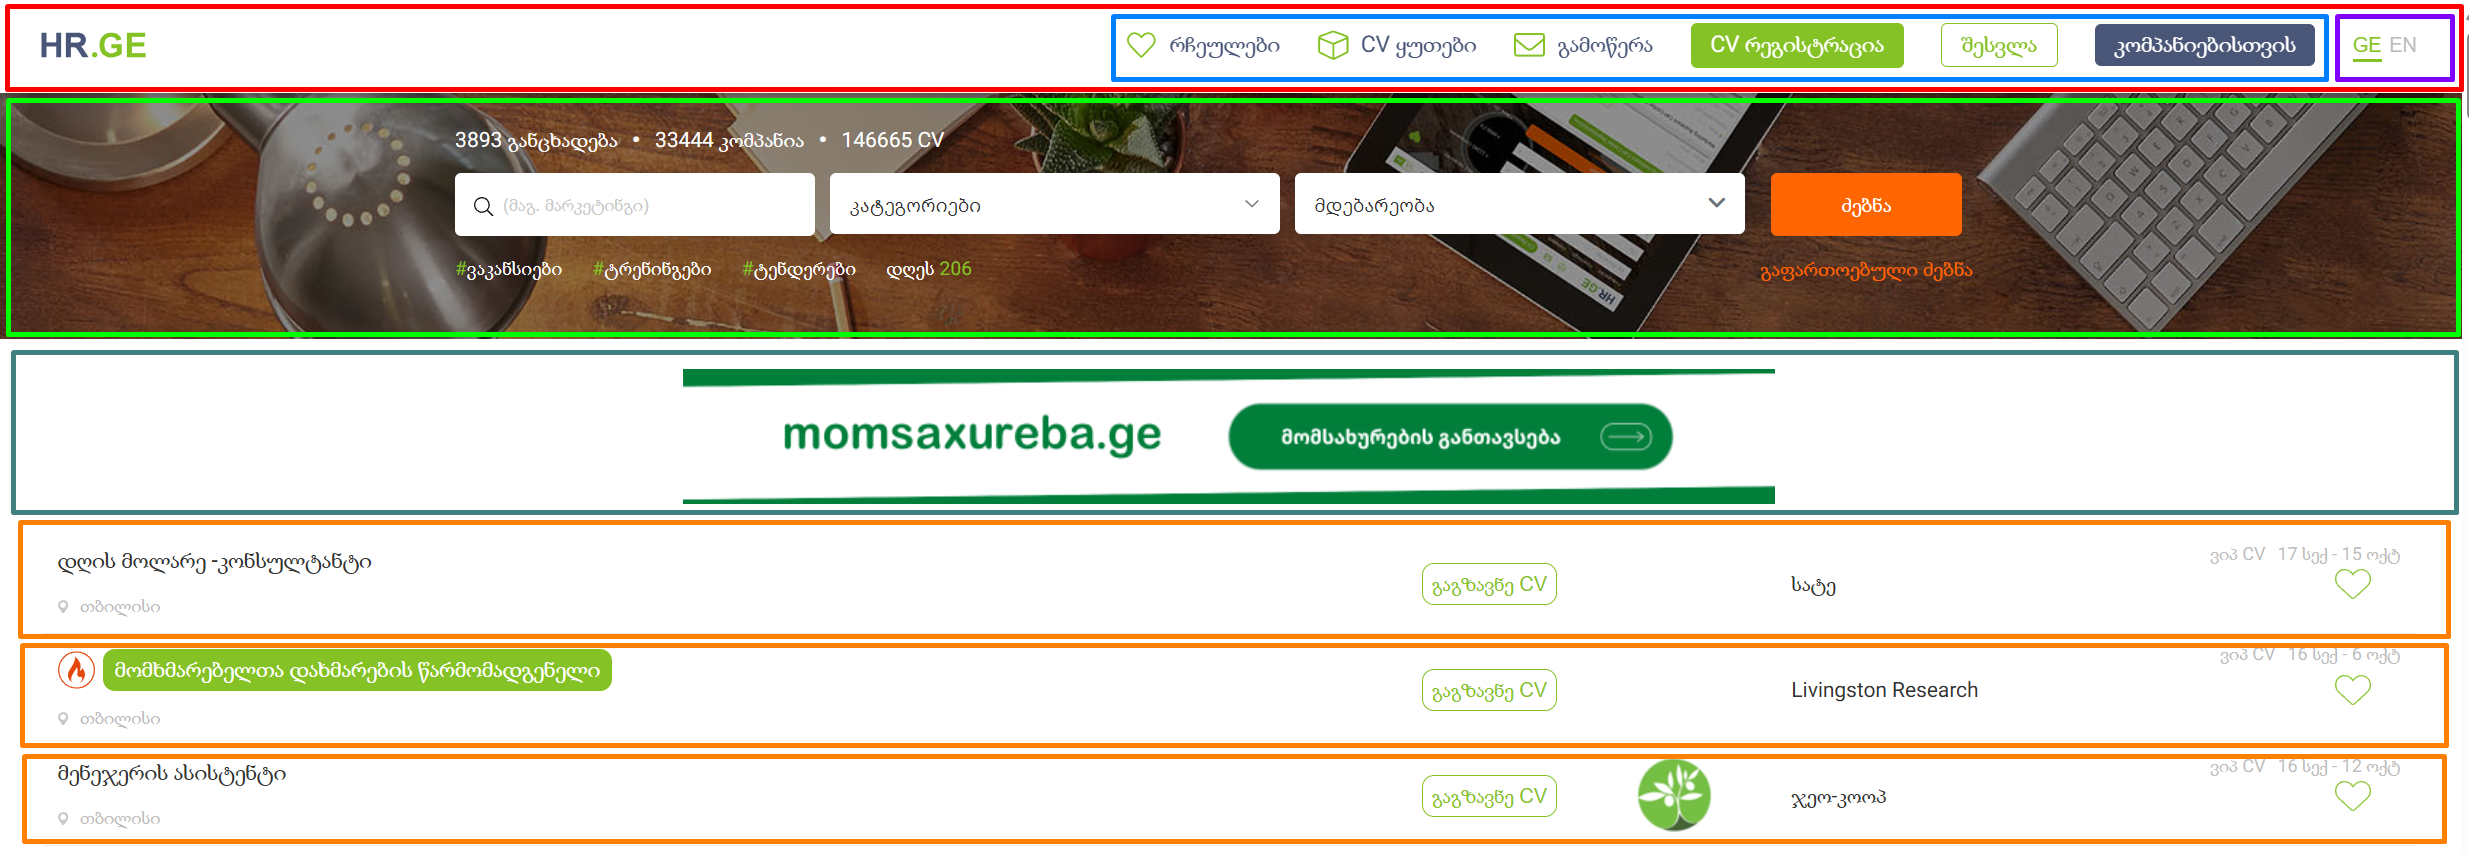 HR.GE
რჩეულები
CV ყუთები
გამოწერა
CV რეგისტრაცია
შესვლა
კომპანიებისთვის
GE EN
3893 განცხადება • 33444 კომპანია • 146665 CV
(მაგ. მარკეტინგი)
კატეგორიები
მდებარეობა
ძებნა
#ვაკანსიები #ტრენინგები #ტენდერები დღეს 206
გაფართოებული ძებნა
momsaxureba.ge
მომსახურების განთავსება
დღის მოლარე -კონსულტანტი
თბილისი
გაგზავნე CV
სატე
ვიპ CV 17 სექ - 15 ოქტ
მომხმარებელთა დახმარების წარმომადგენელი
თბილისი
გაგზავნე CV
Livingston Research
ვიპ CV 16 სექ - 6 ოქტ
მენეჯერის ასისტენტი
თბილისი
გაგზავნე CV
ჯეო-კოოპ
ვიპ CV 16 სექ - 12 ოქტ